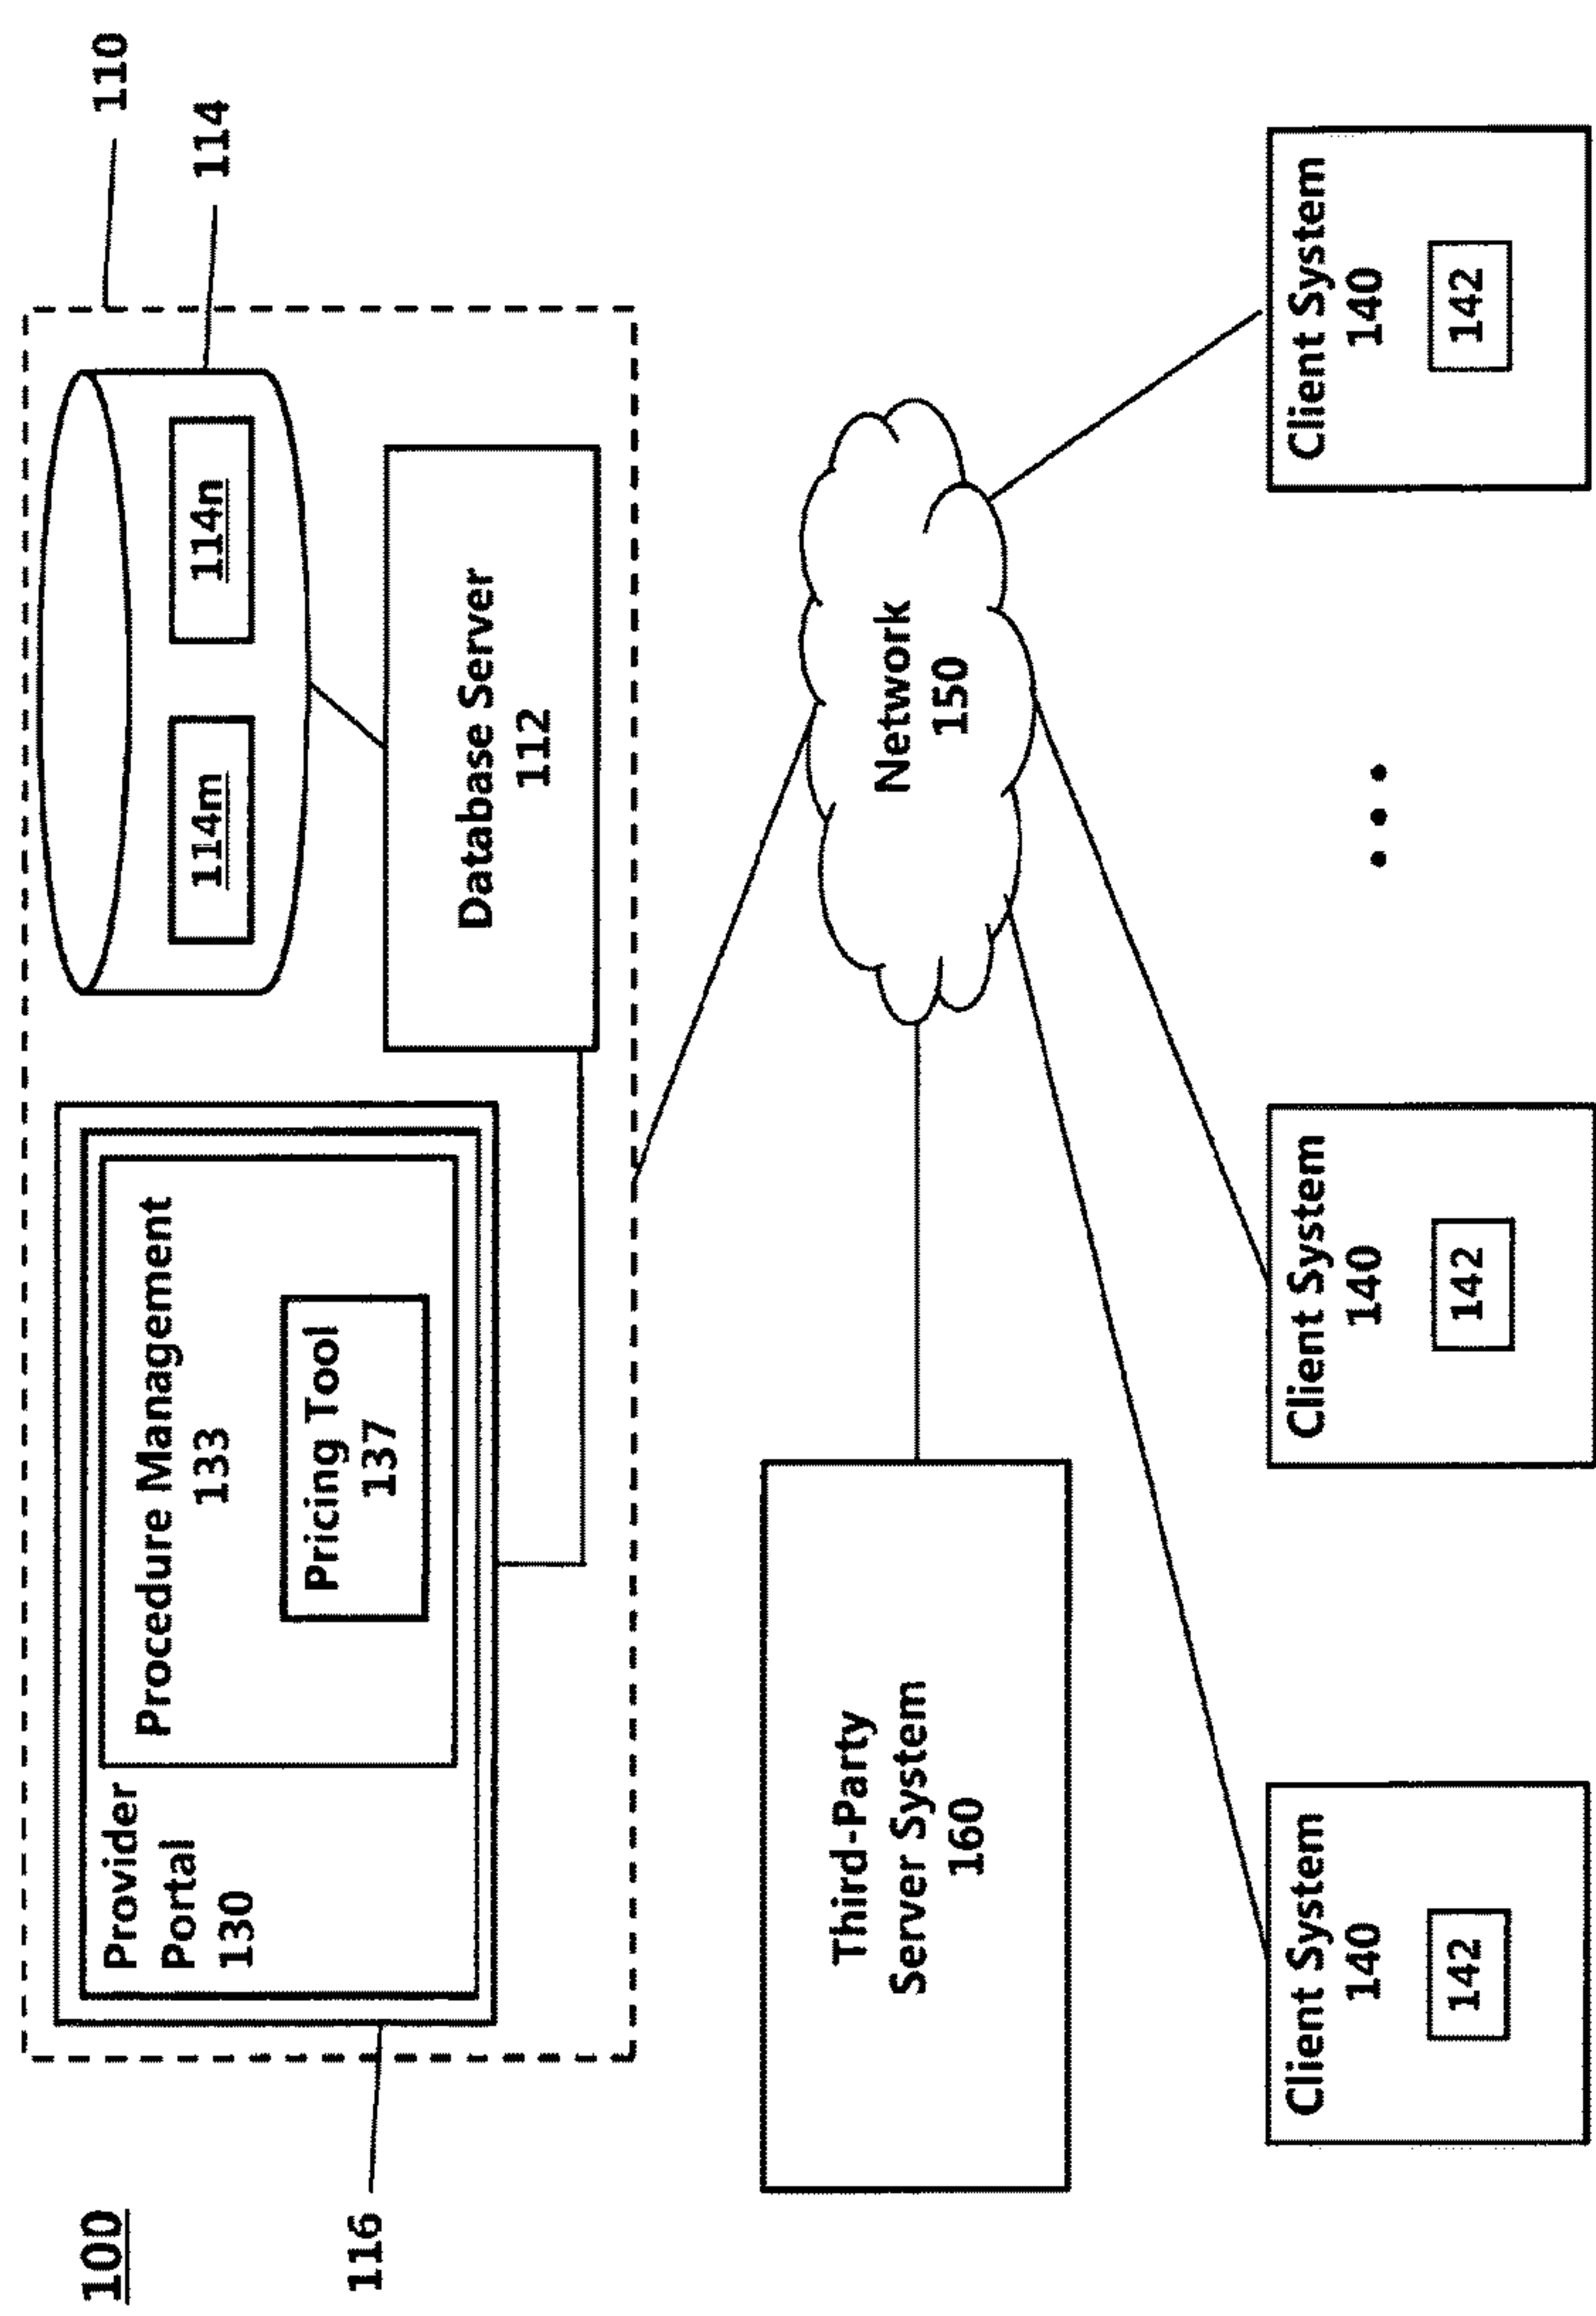 100
110
114
116
Provider
Portal
130
Procedure Management
133
Pricing Tool
137
114m
114n
Database Server
112
Third-Party
Server System
160
Network
150
Client System
140
142
Client System
140
142
Client System
140
142